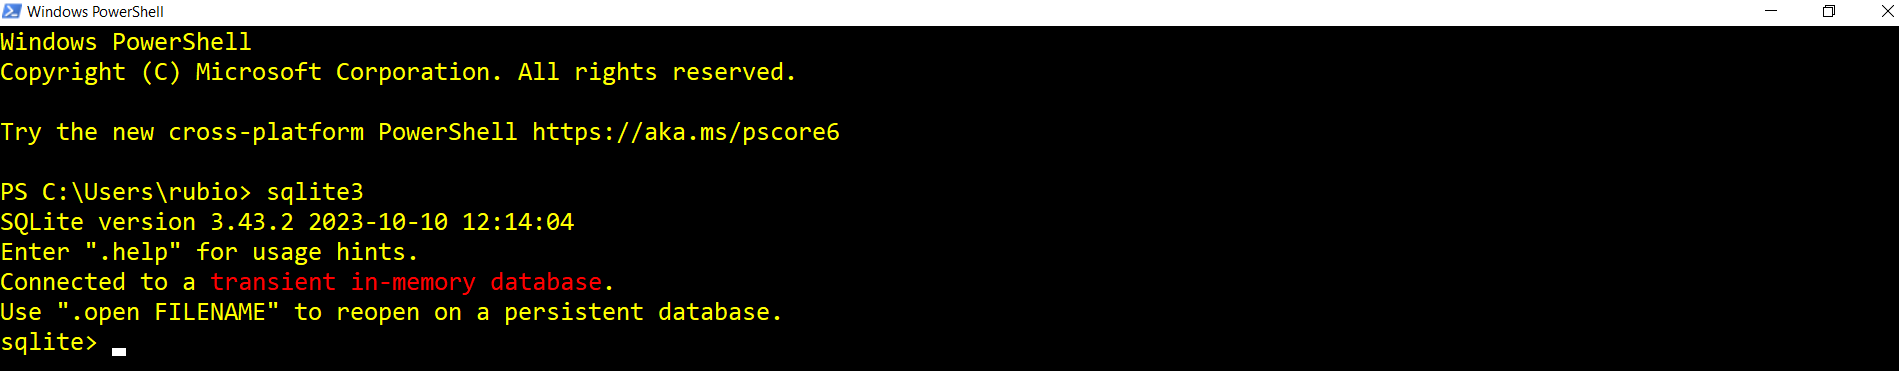 Windows PowerShell
Windows PowerShell
Copyright (C) Microsoft Corporation. All rights reserved.
Try the new cross-platform PowerShell https://aka.ms/pscore6
PS C:\Users\rubio> sqlite3
SQLite version 3.43.2 2023-10-10 12:14:04
Enter ".help" for usage hints.
Connected to a transient in-memory database.
Use ".open FILENAME" to reopen on a persistent database.
sqlite>